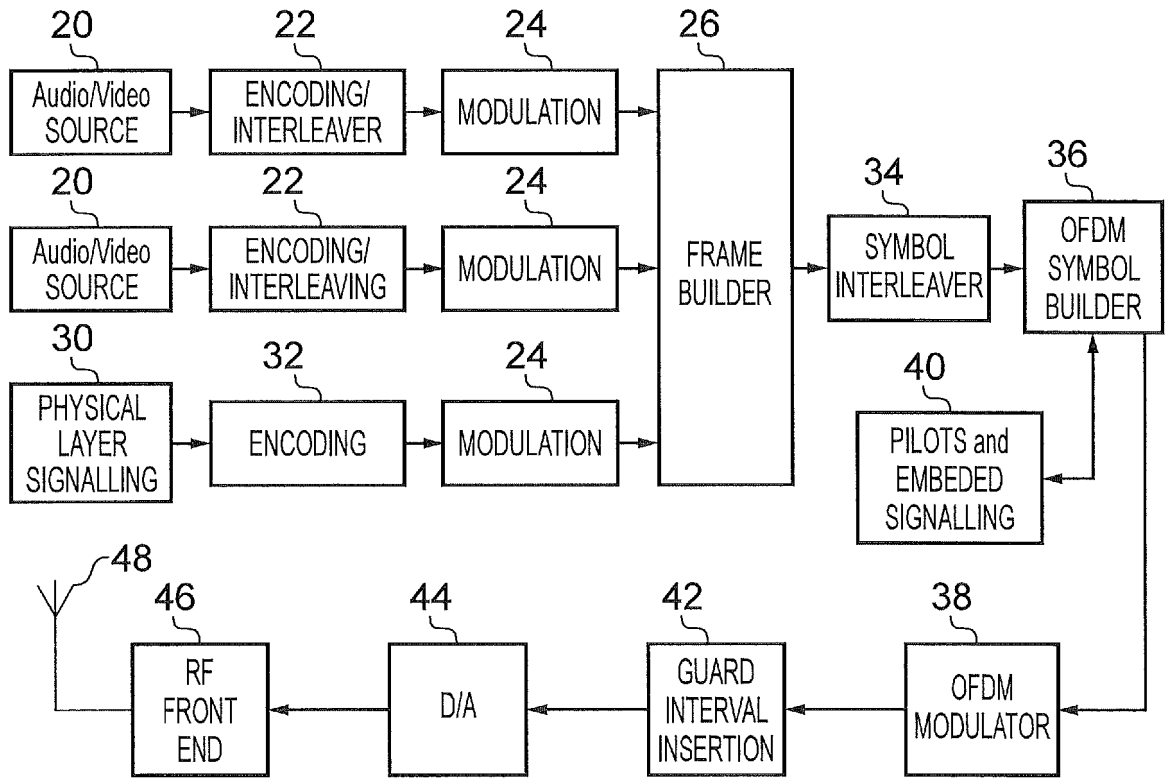 20
22
24
26
Audio/Video
SOURCE
ENCODING/
INTERLEAVER
MODULATION
20
22
24
34
36
Audio/Video
SOURCE
ENCODING/
INTERLEAVING
MODULATION
FRAME
BUILDER
SYMBOL
INTERLEAVER
OFDM
SYMBOL
BUILDER
30
32
24
40
PHYSICAL
LAYER
SIGNALLING
ENCODING
MODULATION
PILOTS and
EMBEDED
SIGNALLING
48
46
44
42
38
RF
FRONT
END
D/A
GUARD
INTERVAL
INSERTION
OFDM
MODULATOR